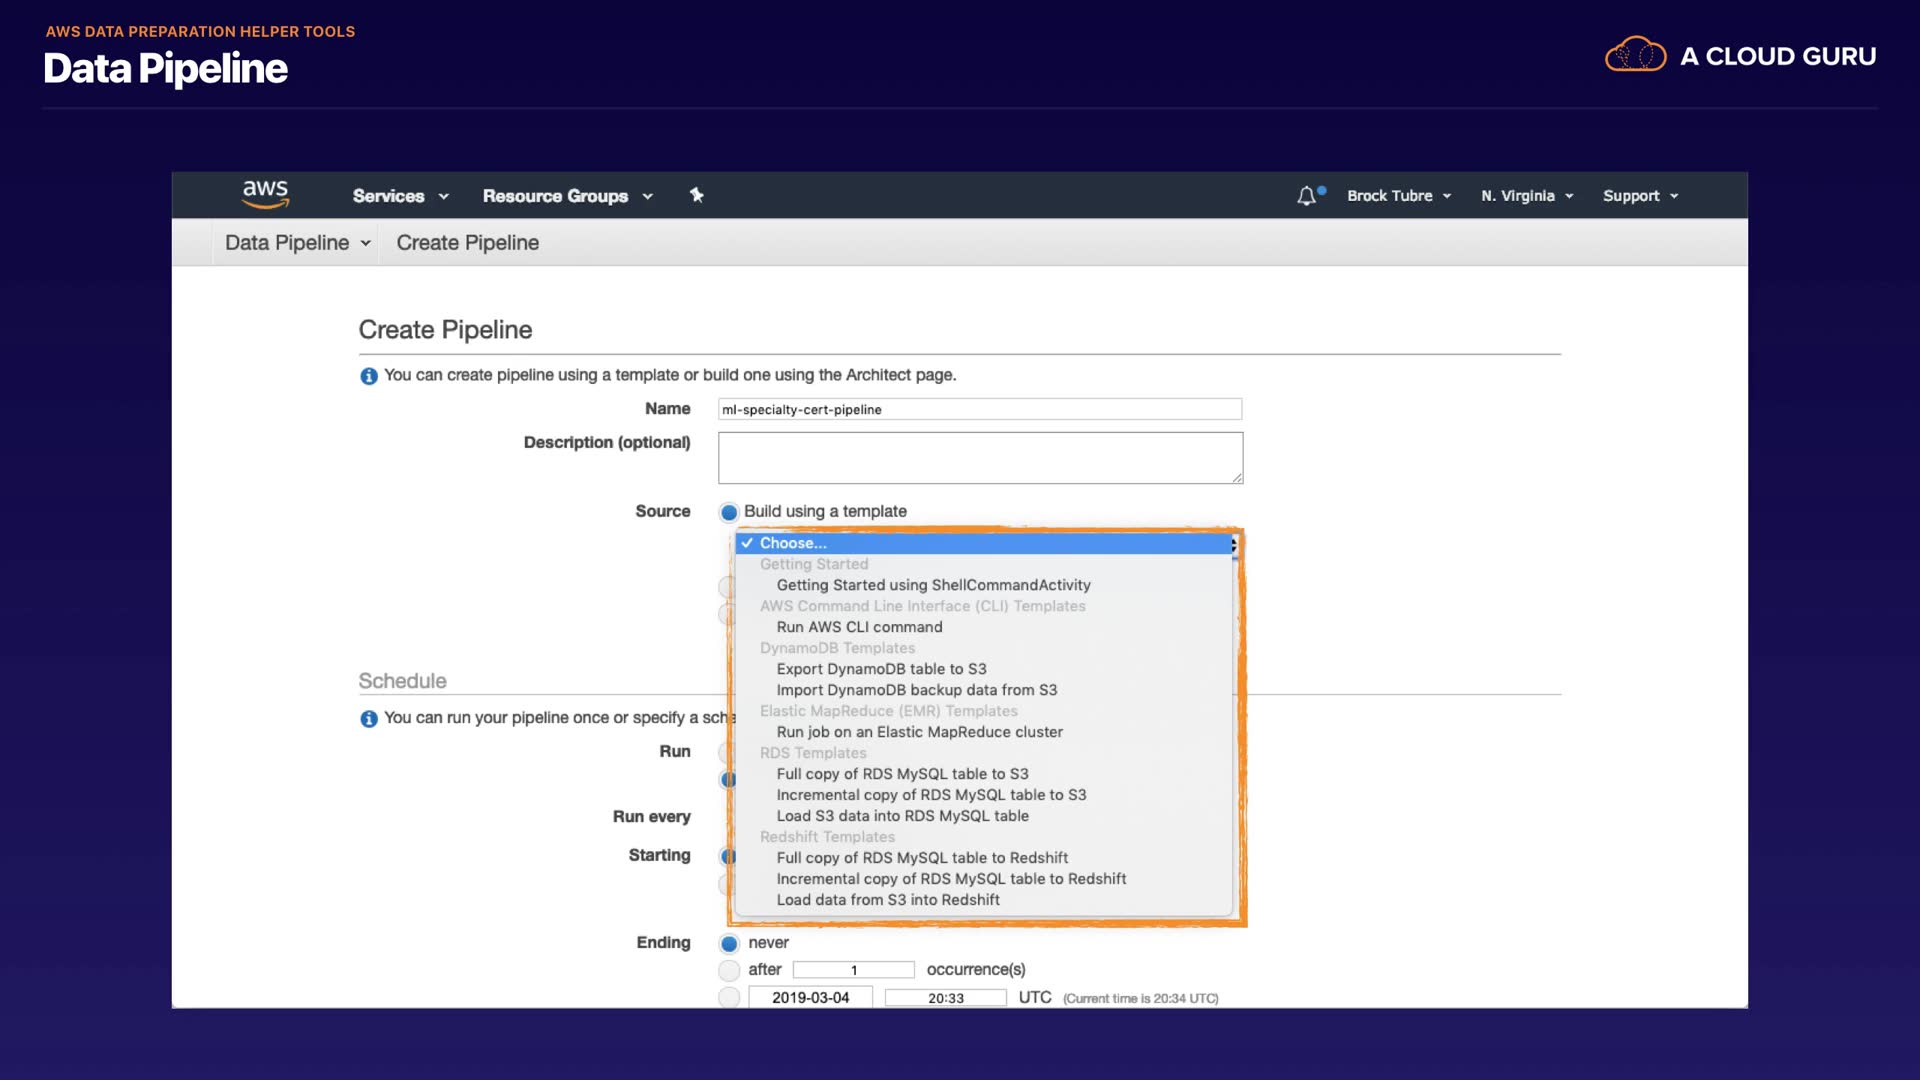 AWS DATA PREPARATION HELPER TOOLS
Data Pipeline
A CLOUD GURU
aws Services Resource Groups Brock Tubre N. Virginia Support
Data Pipeline Create Pipeline
Create Pipeline
You can create pipeline using a template or build one using the Architect page.
Name ml-specialty-cert-pipeline
Description (optional)
Source Build using a template
Choose...
Getting Started
Getting Started using ShellCommandActivity
AWS Command Line Interface (CLI) Templates
Run AWS CLI command
DynamoDB Templates
Export DynamoDB table to S3
Import DynamoDB backup data from S3
Elastic MapReduce (EMR) Templates
Run job on an Elastic MapReduce cluster
RDS Templates
Full copy of RDS MySQL table to S3
Incremental copy of RDS MySQL table to S3
Load S3 data into RDS MySQL table
Redshift Templates
Full copy of RDS MySQL table to Redshift
Incremental copy of RDS MySQL table to Redshift
Load data from S3 into Redshift
Schedule
You can run your pipeline once or specify a
Run
Run every
Starting
Ending never
after 1 occurrence(s)
2019-03-04 20:33 UTC (Current time is 20:34 UTC)